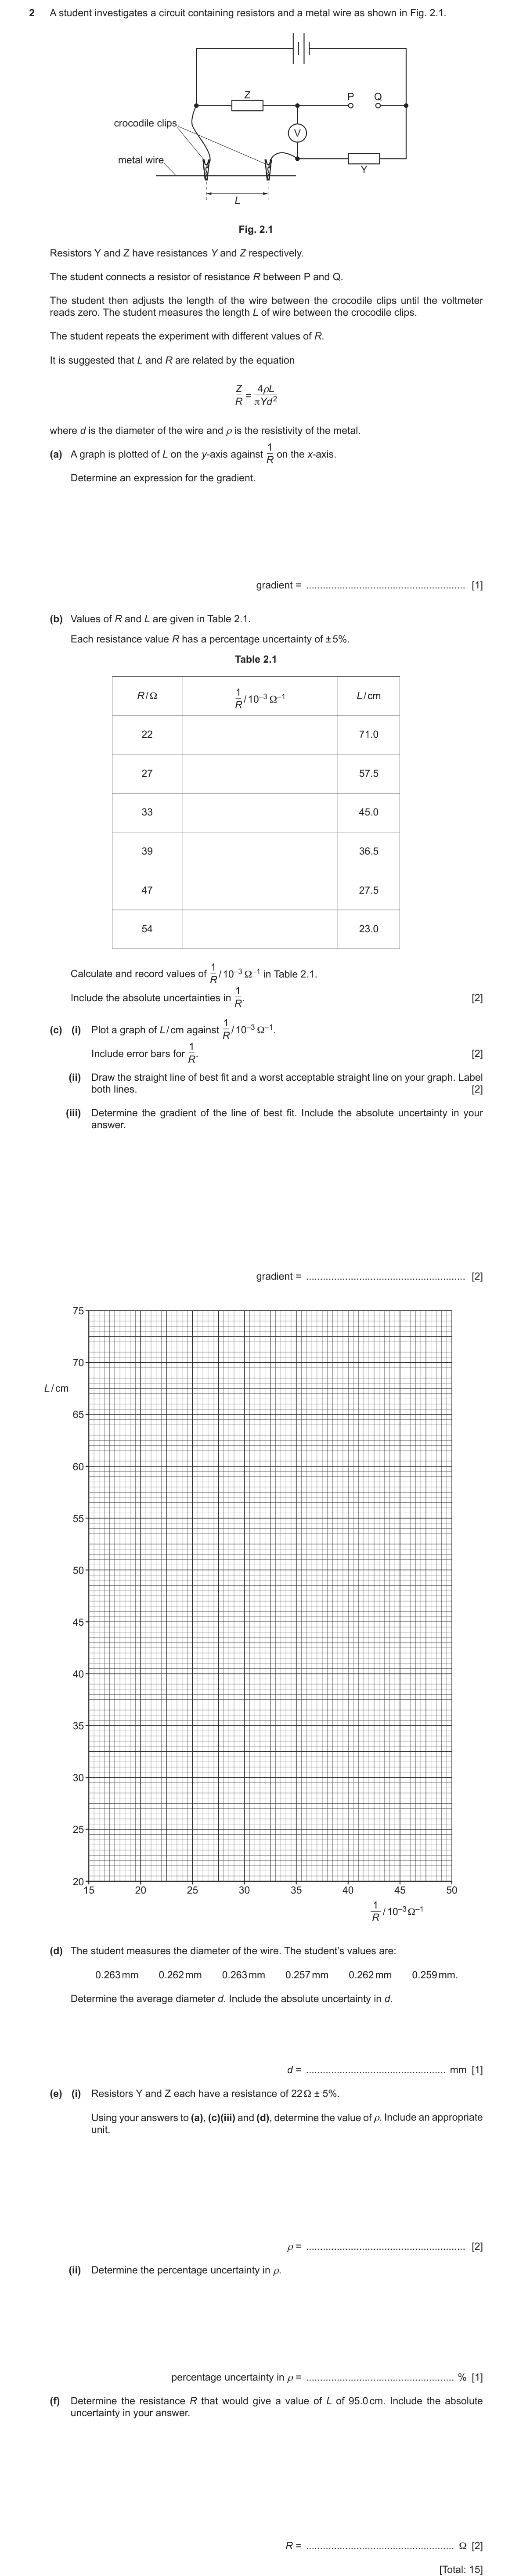 2 A student investigates a circuit containing resistors and a metal wire as shown in Fig. 2.1.
Z
P
Q
crocodile clips
V
metal wire
Y
L
Fig. 2.1
Resistors Y and Z have resistances Y and Z respectively.
The student connects a resistor of resistance R between P and Q.
The student then adjusts the length of the wire between the crocodile clips until the voltmeter
reads zero. The student measures the length L of wire between the crocodile clips.
The student repeats the experiment with different values of R.
It is suggested that L and R are related by the equation
Z/R = 4ρL/πYd²
where d is the diameter of the wire and ρ is the resistivity of the metal.
(a) A graph is plotted of L on the y-axis against 1/R on the x-axis.
Determine an expression for the gradient.
gradient = ...................................................... [1]
(b) Values of R and L are given in Table 2.1.
Each resistance value R has a percentage uncertainty of ±5%.
Table 2.1
R/Ω 1/R / 10⁻³ Ω⁻¹ L/cm
22 71.0
27 57.5
33 45.0
39 36.5
47 27.5
54 23.0
Calculate and record values of 1/R / 10⁻³ Ω⁻¹ in Table 2.1.
Include the absolute uncertainties in 1/R. [2]
(c) (i) Plot a graph of L/cm against 1/R / 10⁻³ Ω⁻¹.
Include error bars for 1/R. [2]
(ii) Draw the straight line of best fit and a worst acceptable straight line on your graph. Label
both lines. [2]
(iii) Determine the gradient of the line of best fit. Include the absolute uncertainty in your
answer.
gradient = ...................................................... [2]
75
70
L/cm
65
60
55
50
45
40
35
30
25
20
15 20 25 30 35 40 45 50
1/R / 10⁻³ Ω⁻¹
(d) The student measures the diameter of the wire. The student's values are:
0.263 mm 0.262 mm 0.263 mm 0.257 mm 0.262 mm 0.259 mm.
Determine the average diameter d. Include the absolute uncertainty in d.
d = ............................................... mm [1]
(e) (i) Resistors Y and Z each have a resistance of 22 Ω ± 5%.
Using your answers to (a), (c)(iii) and (d), determine the value of ρ. Include an appropriate
unit.
ρ = ...................................................... [2]
(ii) Determine the percentage uncertainty in ρ.
percentage uncertainty in ρ = ................................................... % [1]
(f) Determine the resistance R that would give a value of L of 95.0 cm. Include the absolute
uncertainty in your answer.
R = ................................................... Ω [2]
[Total: 15]